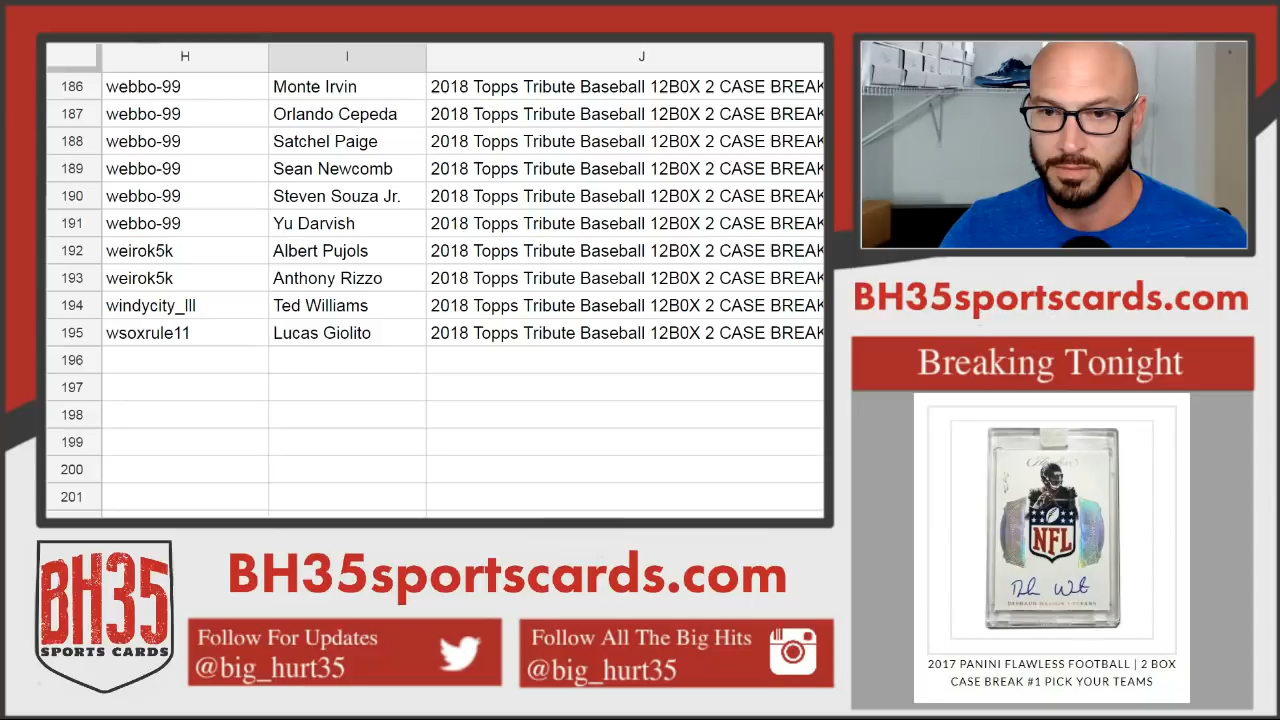 H I J
186 webbo-99 Monte Irvin 2018 Topps Tribute Baseball 12B0X 2 CASE BREAK
187 webbo-99 Orlando Cepeda 2018 Topps Tribute Baseball 12B0X 2 CASE BREAK
188 webbo-99 Satchel Paige 2018 Topps Tribute Baseball 12B0X 2 CASE BREAK
189 webbo-99 Sean Newcomb 2018 Topps Tribute Baseball 12B0X 2 CASE BREAK
190 webbo-99 Steven Souza Jr. 2018 Topps Tribute Baseball 12B0X 2 CASE BREAK
191 webbo-99 Yu Darvish 2018 Topps Tribute Baseball 12B0X 2 CASE BREAK
192 weirok5k Albert Pujols 2018 Topps Tribute Baseball 12B0X 2 CASE BREAK
193 weirok5k Anthony Rizzo 2018 Topps Tribute Baseball 12B0X 2 CASE BREAK
194 windycity_lll Ted Williams 2018 Topps Tribute Baseball 12B0X 2 CASE BREAK
195 wsoxrule11 Lucas Giolito 2018 Topps Tribute Baseball 12B0X 2 CASE BREAK
196
197
198
199
200
201
BH35sportscards.com
Breaking Tonight
NFL
2017 PANINI FLAWLESS FOOTBALL | 2 BOX
CASE BREAK #1 PICK YOUR TEAMS
BH35
SPORTS CARDS
BH35sportscards.com
Follow For Updates
@big_hurt35
Follow All The Big Hits
@big_hurt35